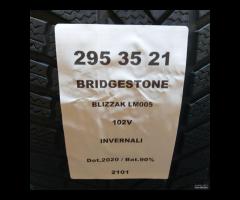 295 35 21
BRIDGESTONE
BLIZZAK LM005
102V
INVERNALI
Dot.2020 / Bat.90%
2101